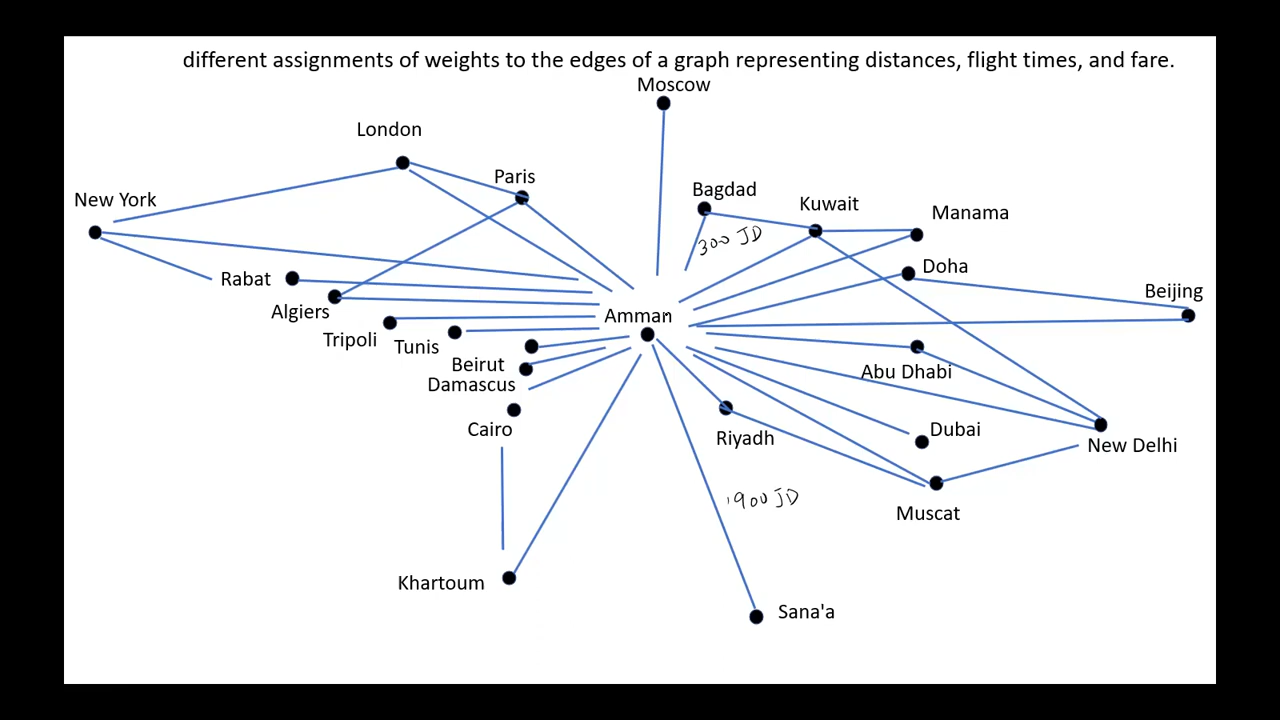 different assignments of weights to the edges of a graph representing distances, flight times, and fare.
Moscow
London
Paris
Bagdad
New York
Kuwait
Manama
300 JD
Doha
Rabat
Beijing
Algiers
Amman
Tripoli
Tunis
Beirut
Abu Dhabi
Damascus
Cairo
Riyadh
Dubai
New Delhi
900 JD
Muscat
Khartoum
Sana'a